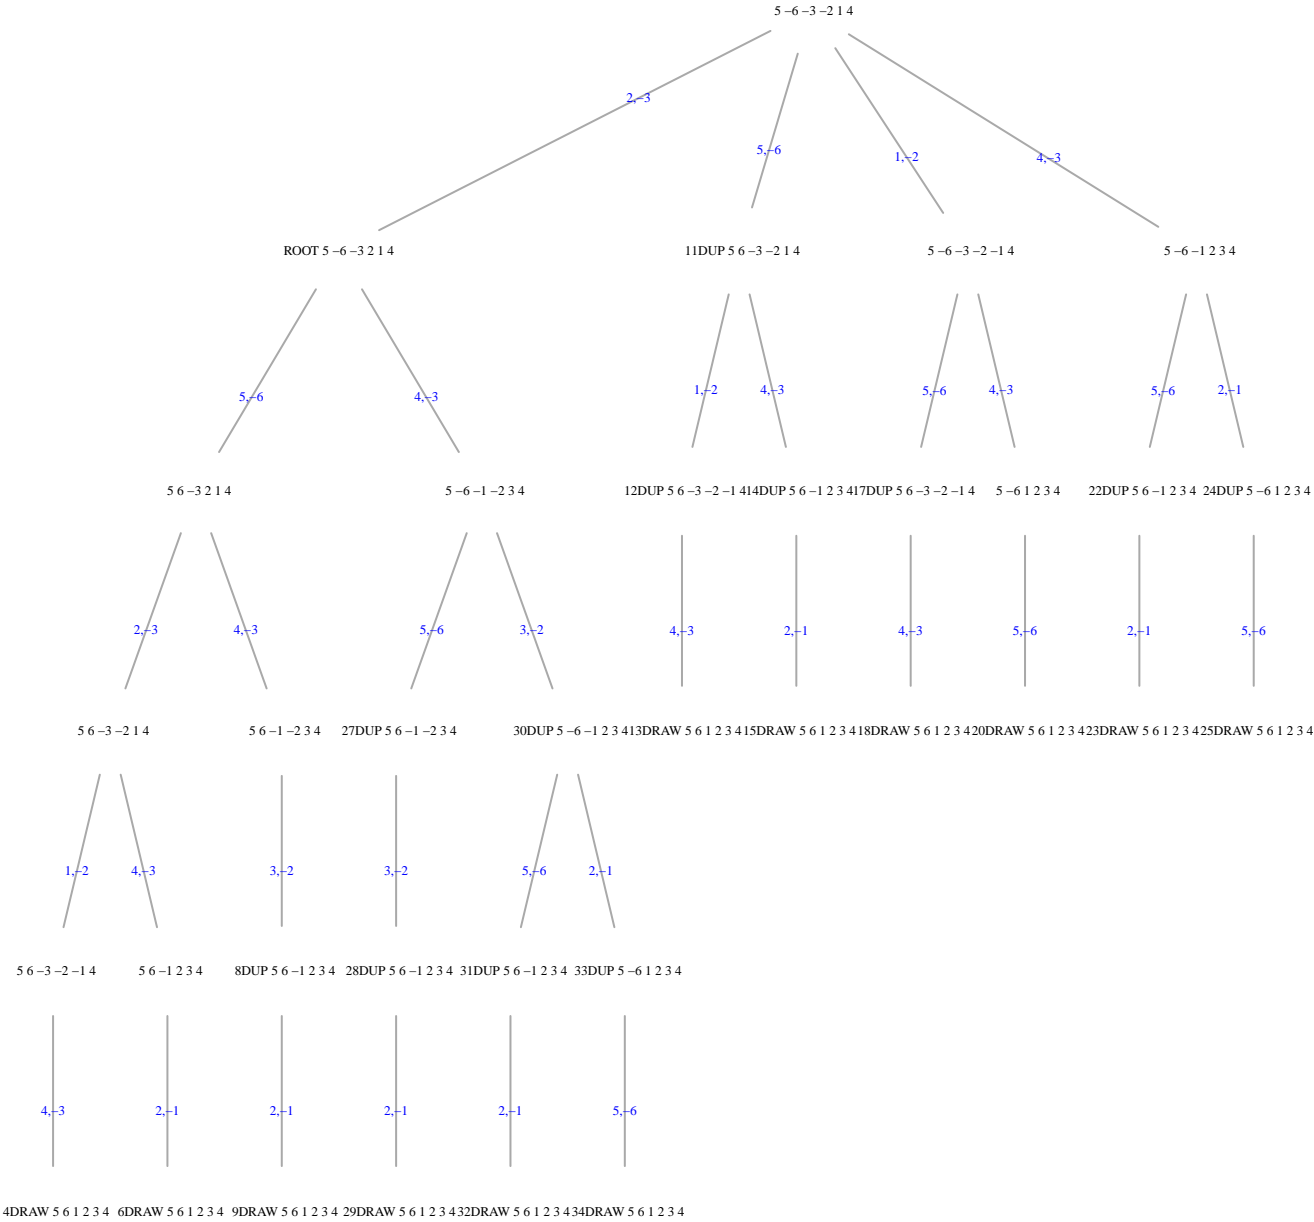 5 –6 –3 –2 1 4
2,–3
5,–6
1,–2
4,–3
ROOT 5 –6 –3 2 1 4
11DUP 5 6 –3 –2 1 4
5 –6 –3 –2 –1 4
5 –6 –1 2 3 4
5,–6
4,–3
1,–2
4,–3
5,–6
4,–3
5,–6
2,–1
5 6 –3 2 1 4
5 –6 –1 –2 3 4
12DUP 5 6 –3 –2 –1 4
14DUP 5 6 –1 2 3 4
17DUP 5 6 –3 –2 –1 4
5 –6 1 2 3 4
22DUP 5 6 –1 2 3 4
24DUP 5 –6 1 2 3 4
2,–3
4,–3
5,–6
3,–2
4,–3
2,–1
4,–3
5,–6
2,–1
5,–6
5 6 –3 –2 1 4
5 6 –1 –2 3 4
27DUP 5 6 –1 –2 3 4
30DUP 5 –6 –1 2 3 4
13DRAW 5 6 1 2 3 4
15DRAW 5 6 1 2 3 4
18DRAW 5 6 1 2 3 4
20DRAW 5 6 1 2 3 4
23DRAW 5 6 1 2 3 4
25DRAW 5 6 1 2 3 4
1,–2
4,–3
3,–2
3,–2
5,–6
2,–1
5 6 –3 –2 –1 4
5 6 –1 2 3 4
8DUP 5 6 –1 2 3 4
28DUP 5 6 –1 2 3 4
31DUP 5 6 –1 2 3 4
33DUP 5 –6 1 2 3 4
4,–3
2,–1
2,–1
2,–1
2,–1
5,–6
4DRAW 5 6 1 2 3 4
6DRAW 5 6 1 2 3 4
9DRAW 5 6 1 2 3 4
29DRAW 5 6 1 2 3 4
32DRAW 5 6 1 2 3 4
34DRAW 5 6 1 2 3 4